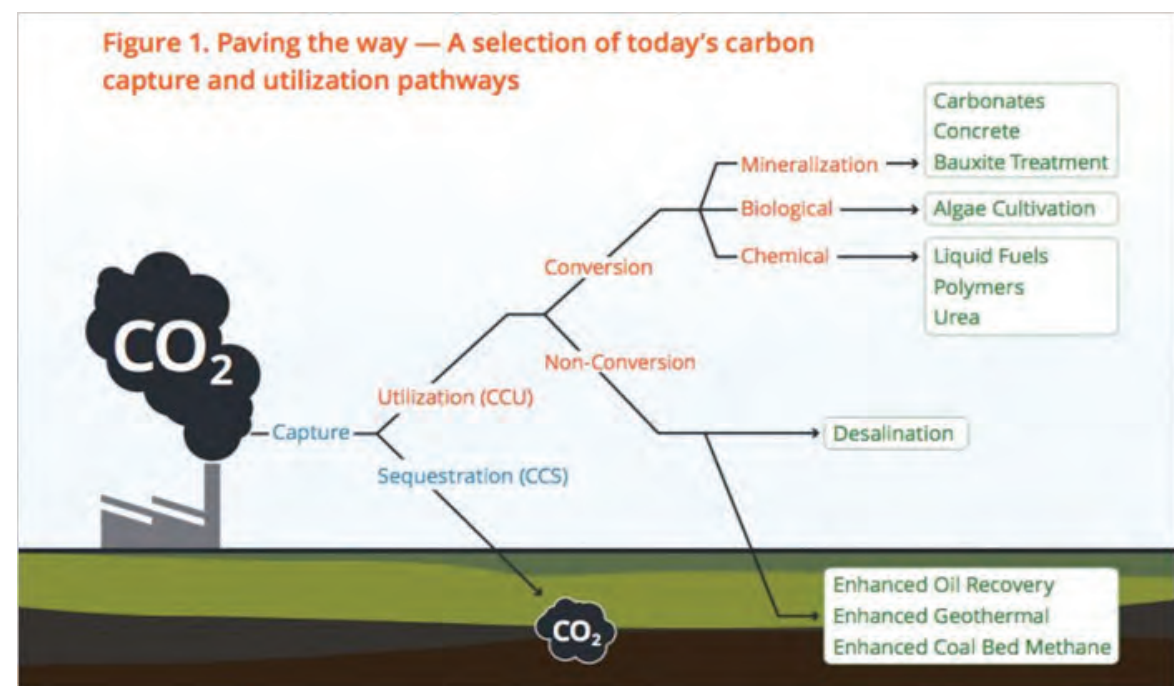 Figure 1. Paving the way — A selection of today's carbon
capture and utilization pathways
Carbonates
Concrete
Mineralization
Bauxite Treatment
Biological
Algae Cultivation
Chemical
Liquid Fuels
Polymers
Urea
Conversion
CO₂
Non-Conversion
Utilization (CCU)
Capture
Desalination
Sequestration (CCS)
CO₂
Enhanced Oil Recovery
Enhanced Geothermal
Enhanced Coal Bed Methane